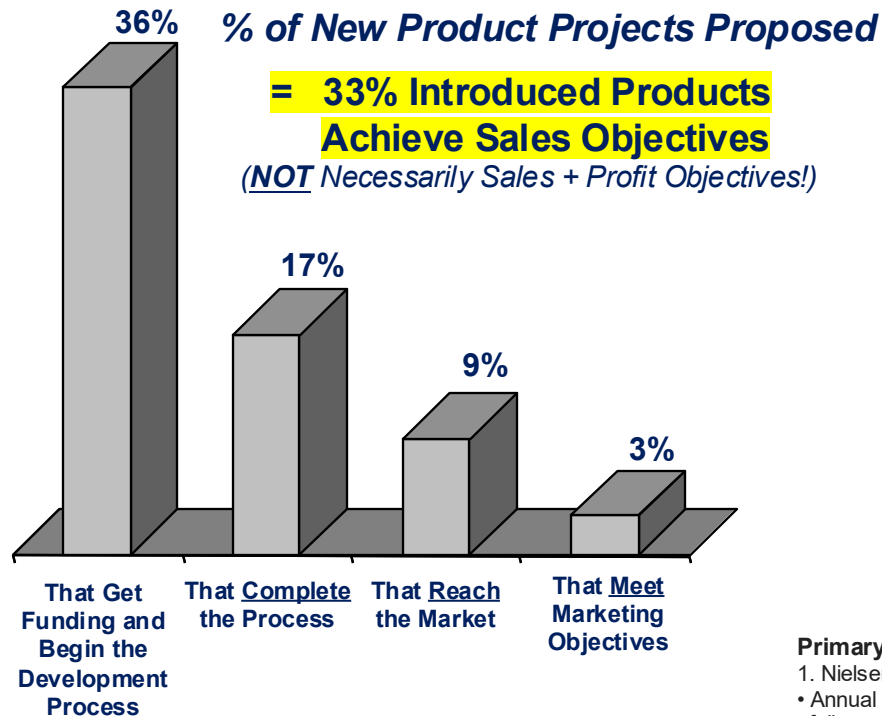 36%
% of New Product Projects Proposed
= 33% Introduced Products
Achieve Sales Objectives
(NOT Necessarily Sales + Profit Objectives!)
17%
9%
3%
That Get
Funding and
Begin the
Development
Process
That Complete
the Process
That Reach
the Market
That Meet
Marketing
Objectives
Primary
1. Nielse
• Annual